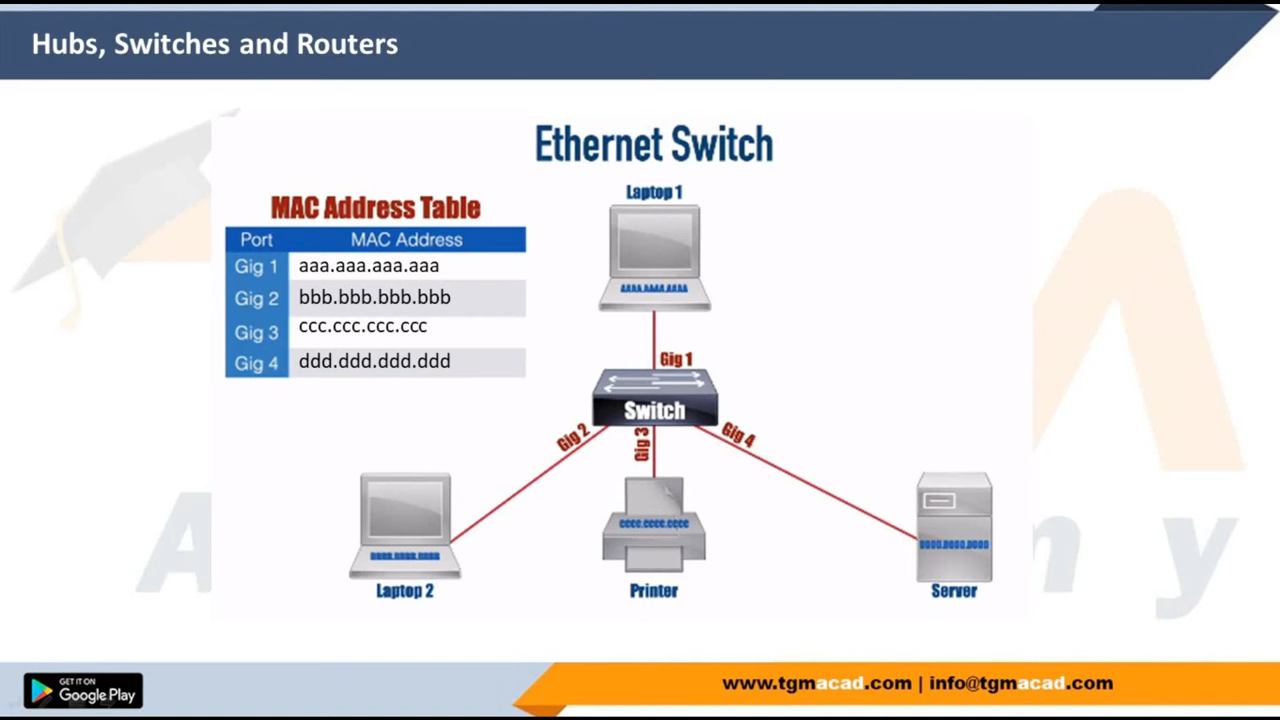 Hubs, Switches and Routers
Ethernet Switch
MAC Address Table
Port MAC Address
Gig 1 aaa.aaa.aaa.aaa
Gig 2 bbb.bbb.bbb.bbb
Gig 3 ccc.ccc.ccc.ccc
Gig 4 ddd.ddd.ddd.ddd
Laptop 1
AAAA.AAAA.AAAA
Gig 1
Switch
Gig 2
Gig 3
Gig 4
BBBB.BBBB.BBBB
Laptop 2
CCCC.CCCC.CCCC
Printer
DDDD.DDDD.DDDD
Server
GET IT ON
Google Play
www.tgmacad.com | info@tgmacad.com